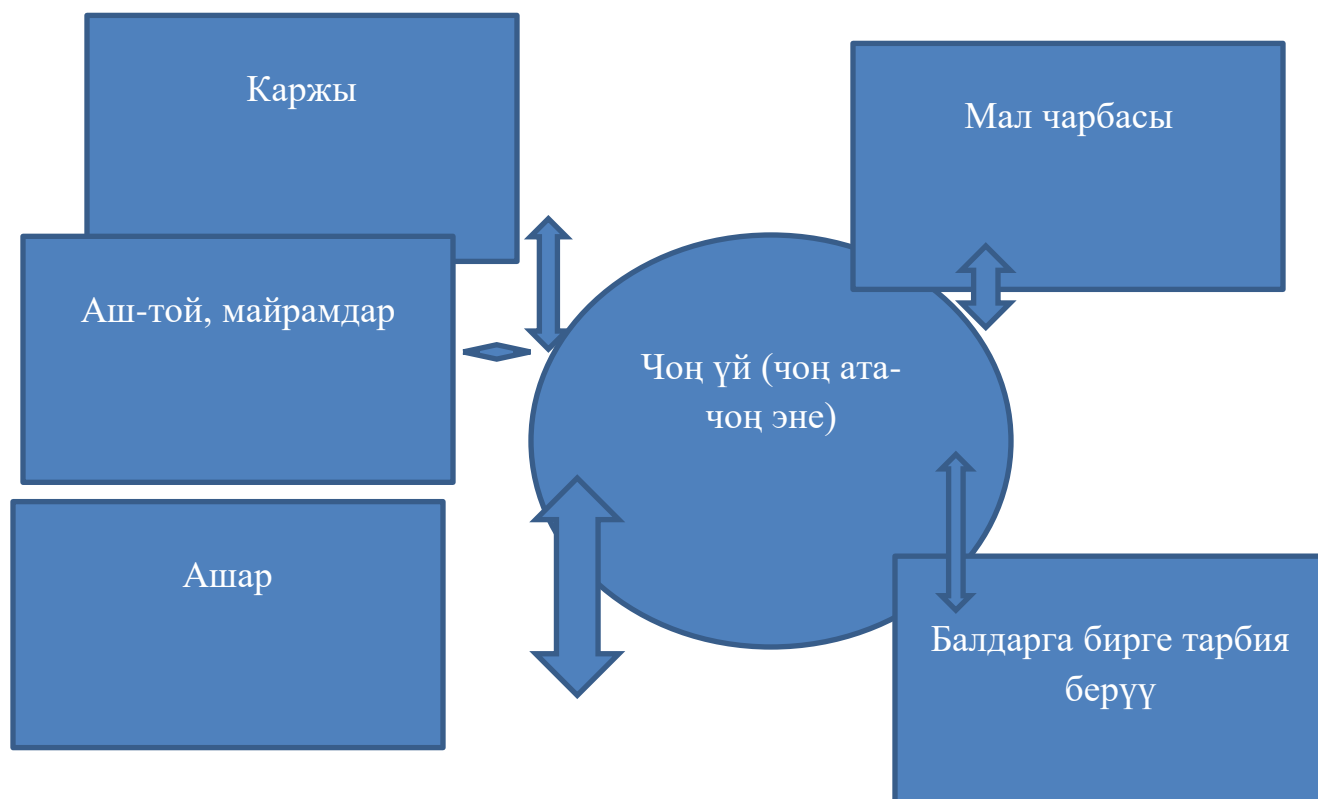 Каржы
Мал чарбасы
Аш-той, майрамдар
Чоң үй (чоң ата-
чоң эне)
Ашар
Балдарга бирге тарбия
берүү